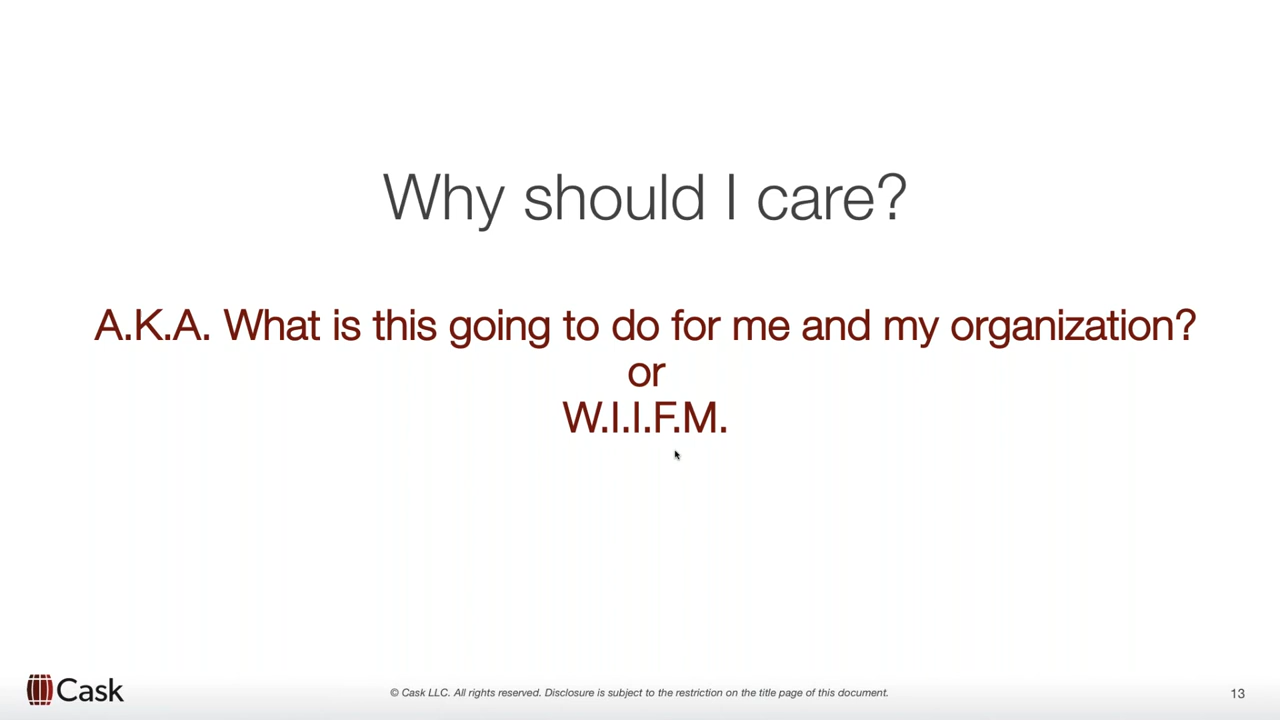 Why should I care?
A.K.A. What is this going to do for me and my organization?
or
W.I.I.F.M.
Cask
© Cask LLC. All rights reserved. Disclosure is subject to the restriction on the title page of this document.
13